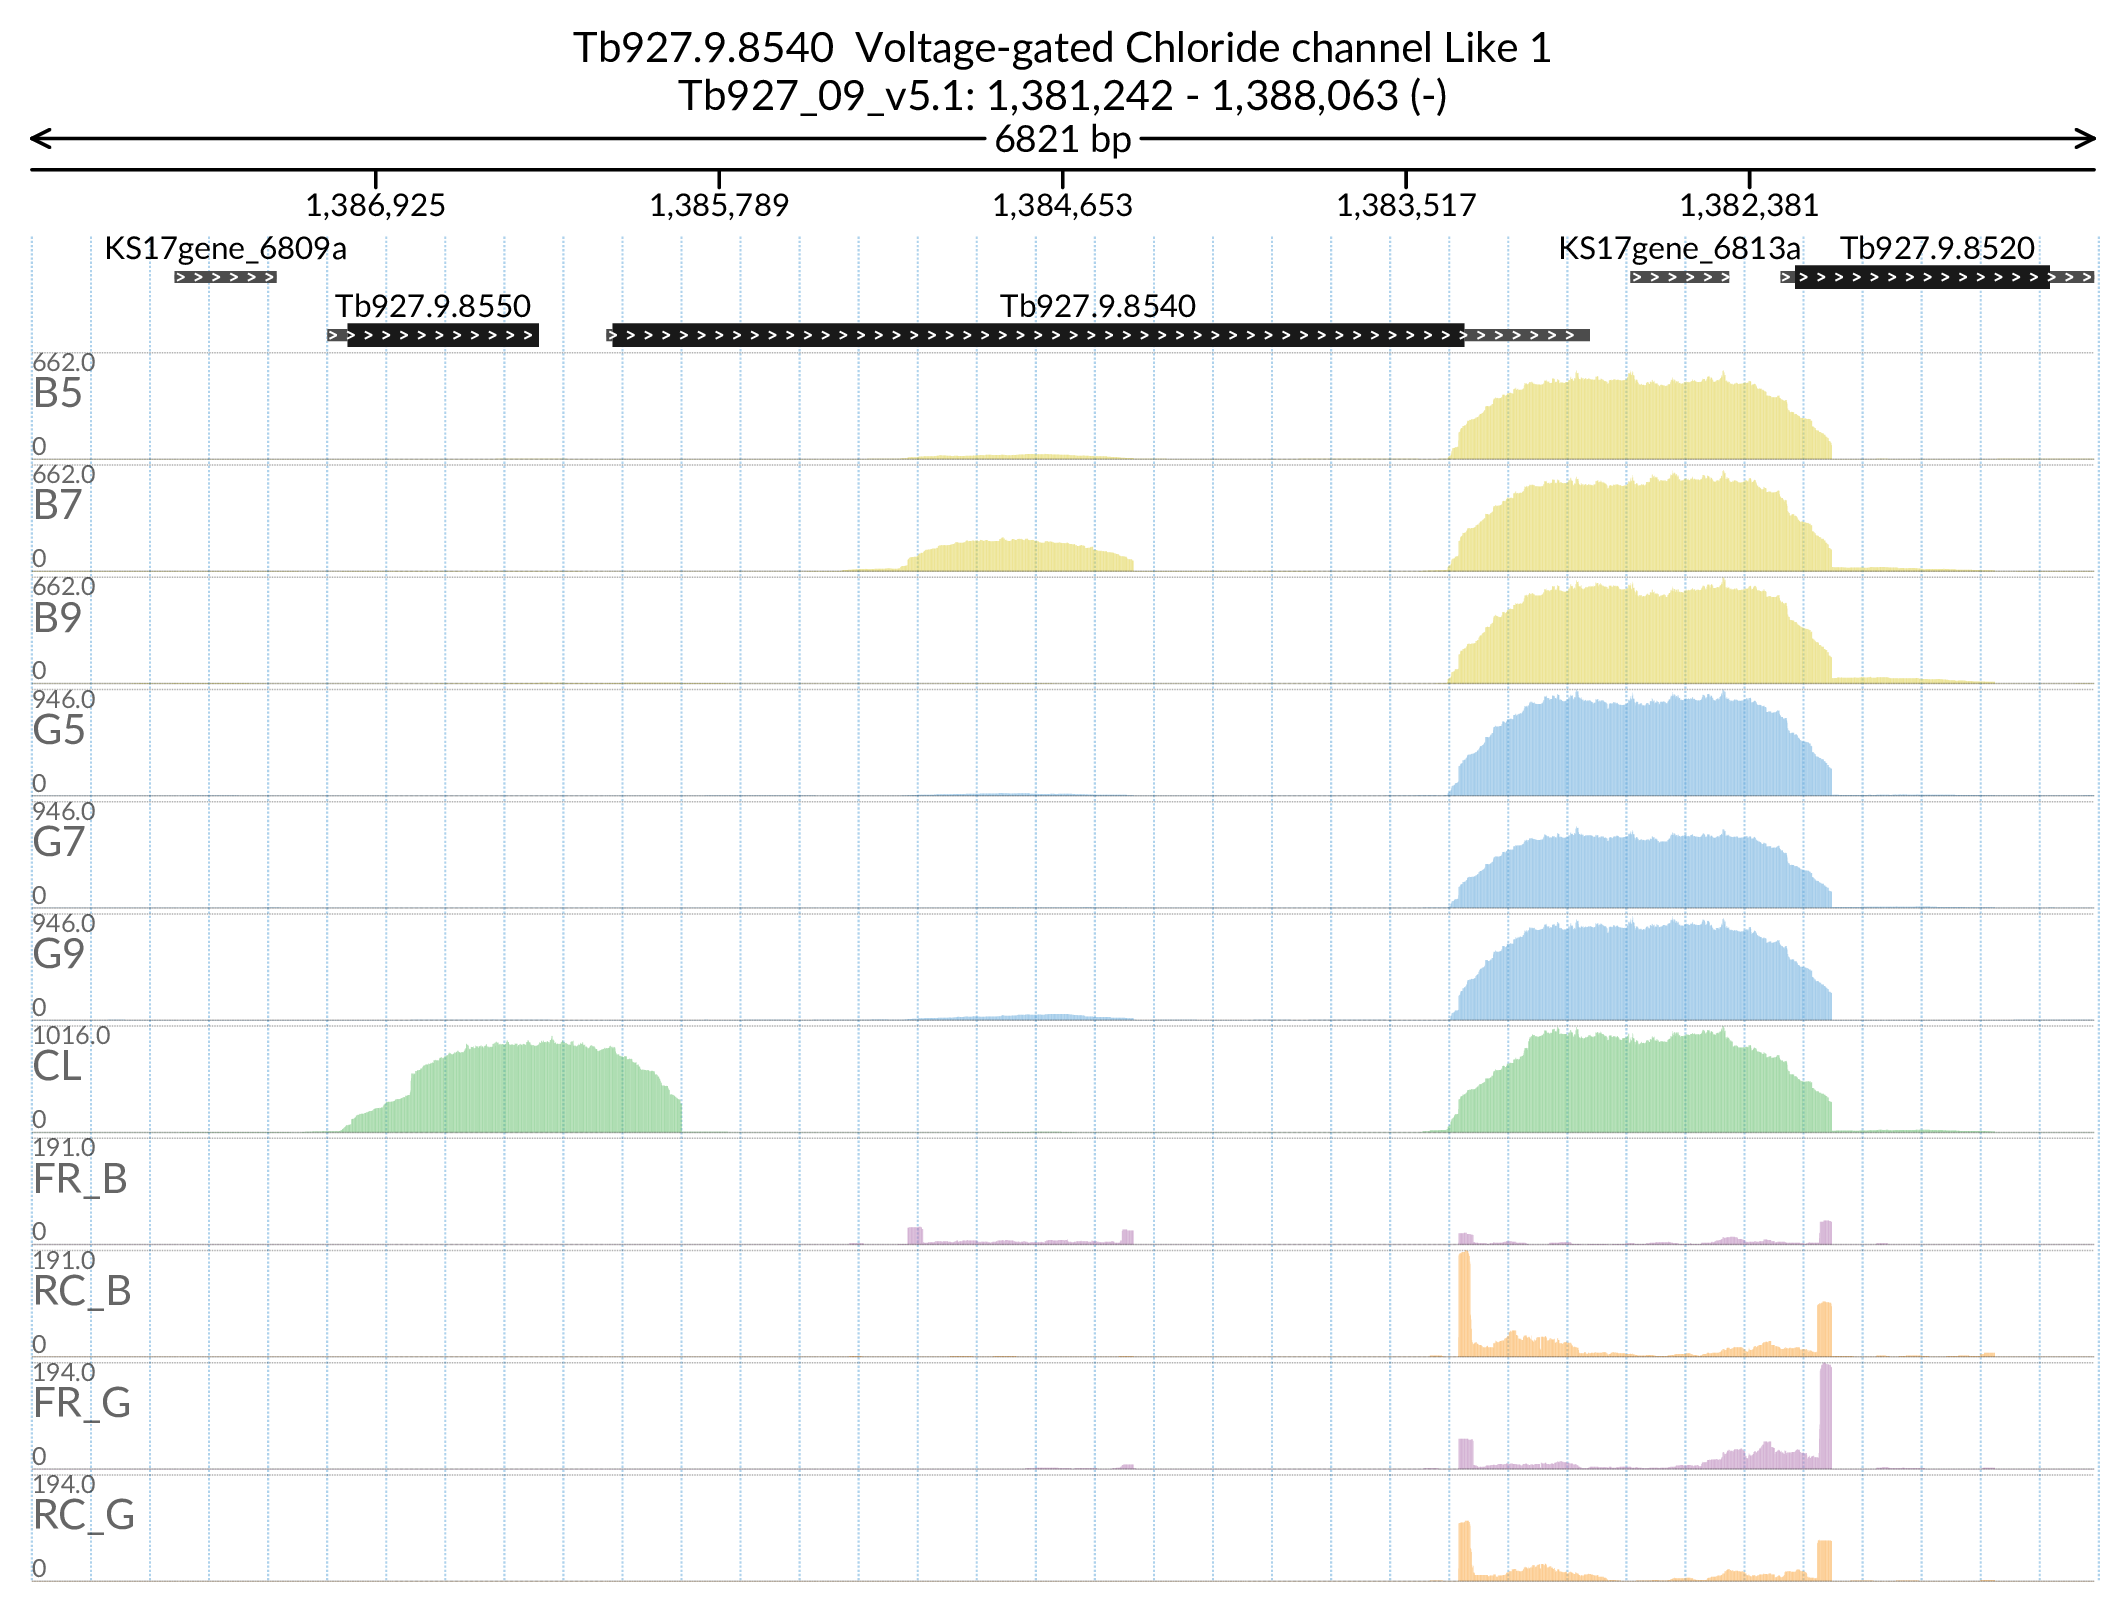 Tb927.9.8540  Voltage-gated Chloride channel Like 1
Tb927_09_v5.1: 1,381,242 - 1,388,063 (-)
6821 bp
1,386,925 1,385,789 1,384,653 1,383,517 1,382,381
KS17gene_6809a KS17gene_6813a Tb927.9.8520
Tb927.9.8550 Tb927.9.8540
662.0
B5
0
662.0
B7
0
662.0
B9
0
946.0
G5
0
946.0
G7
0
946.0
G9
0
1016.0
CL
0
191.0
FR_B
0
191.0
RC_B
0
194.0
FR_G
0
194.0
RC_G
0